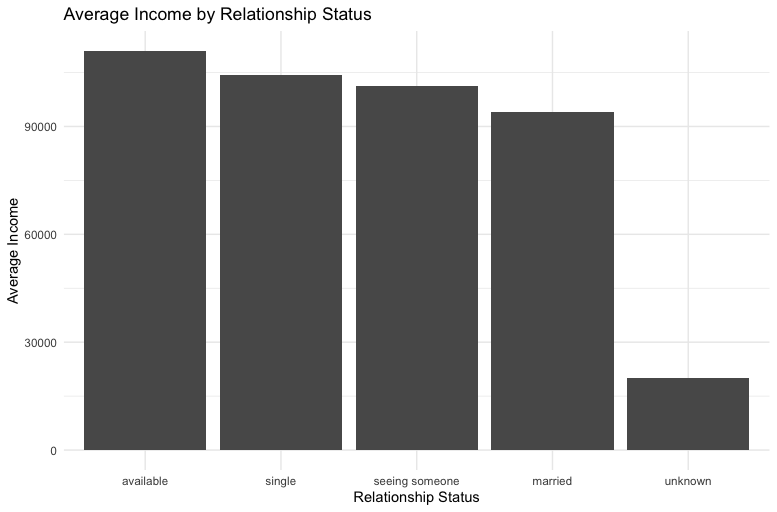 Average Income by Relationship Status
Average Income
90000
60000
30000
0
available single seeing someone married unknown
Relationship Status